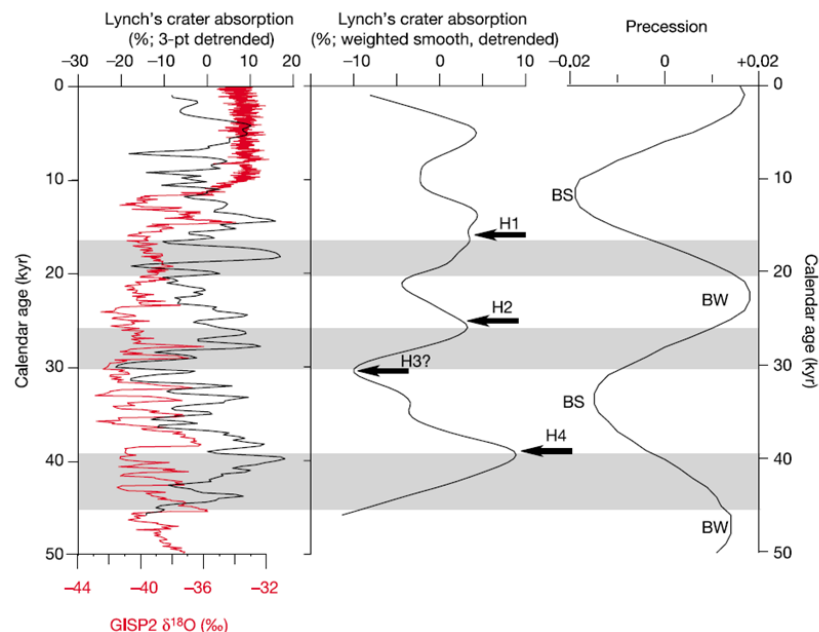 Lynch's crater absorption
(%; 3-pt detrended)
Lynch's crater absorption
(%; weighted smooth, detrended)
Precession
−30 −20 −10 0 10 20
−10 0 5 10
−0.02 0 +0.02
0
10
20
30
40
50
Calendar age (kyr)
H1
H2
H3?
H4
BS
BW
BS
BW
0
10
20
30
40
50
Calendar age (kyr)
−44 −40 −36 −32
GISP2 δ18O (‰)